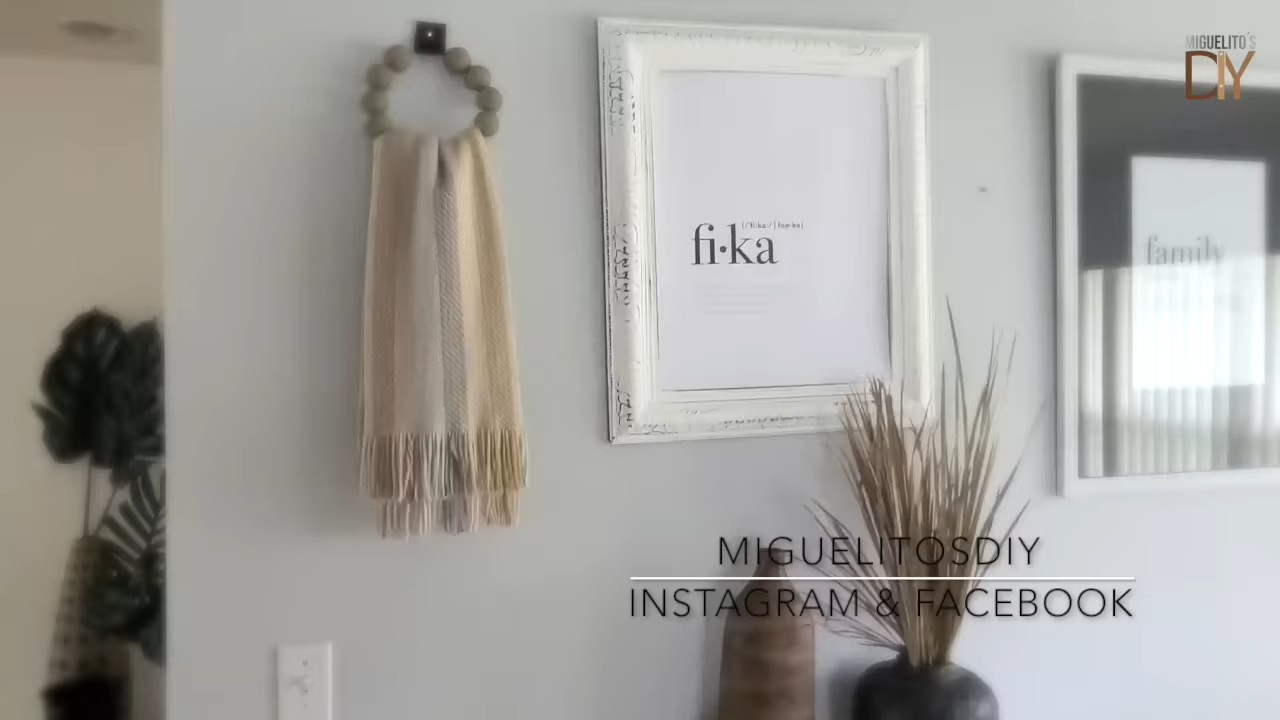 MIGUELITO'S
DIY
fi·ka
family
MIGUELITOSDIY
INSTAGRAM & FACEBOOK